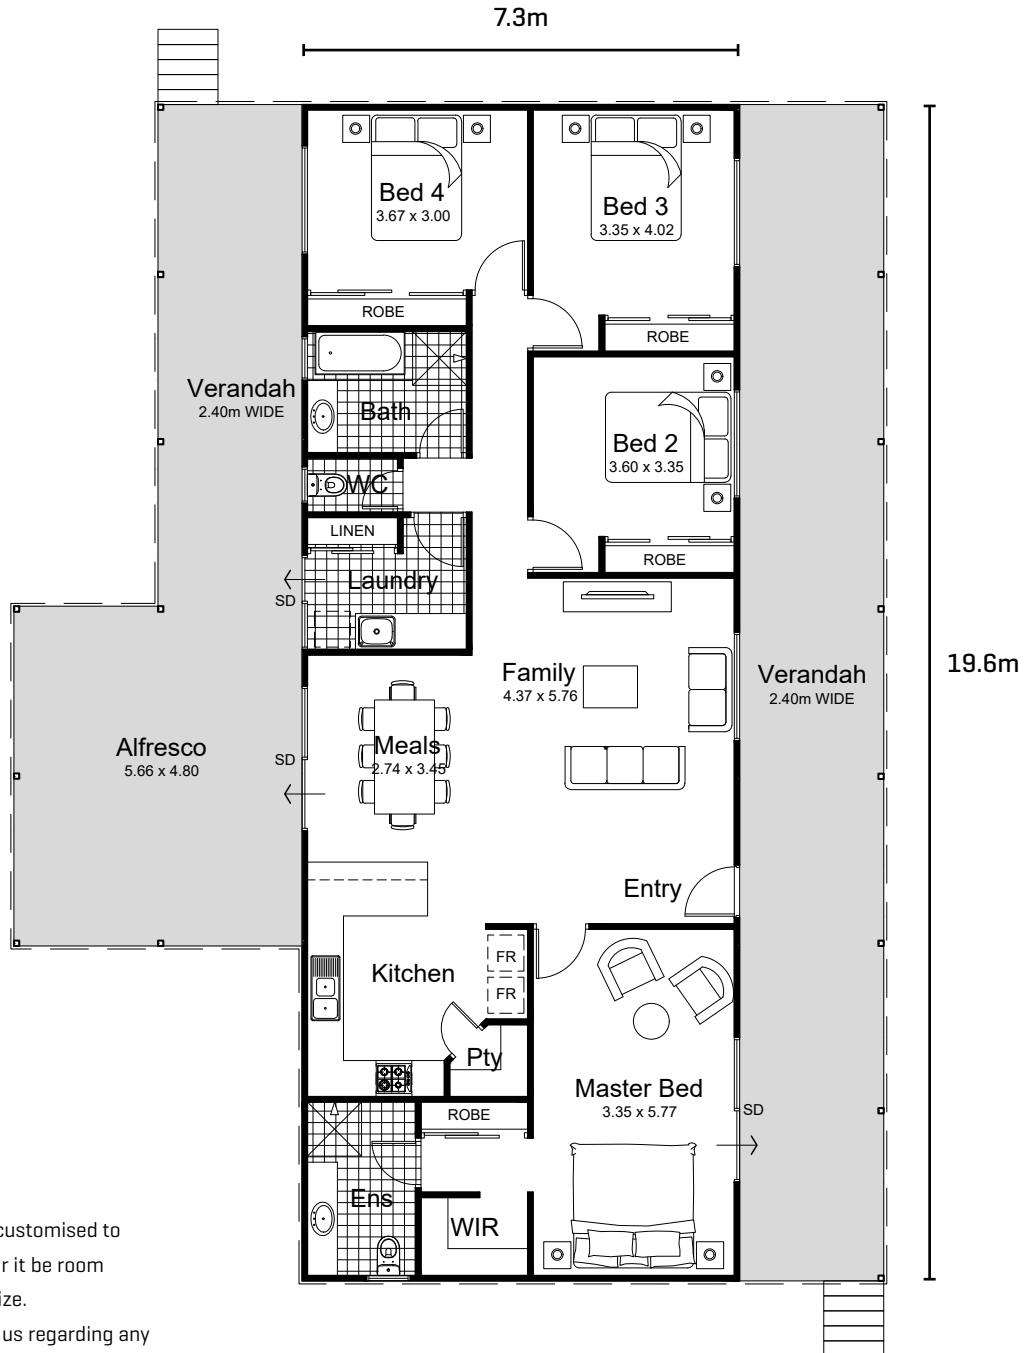 7.3m
Bed 4
3.67 x 3.00
Bed 3
3.35 x 4.02
ROBE
ROBE
Verandah
2.40m WIDE
Bath
Bed 2
3.60 x 3.35
WC
LINEN
ROBE
Laundry
SD
Family
4.37 x 5.76
Verandah
2.40m WIDE
19.6m
Alfresco
5.66 x 4.80
SD
Meals
2.74 x 3.45
Entry
Kitchen
FR
FR
Pty
Master Bed
3.35 x 5.77
SD
ROBE
Ens
WIR
customised to
r it be room
ize.
us regarding any